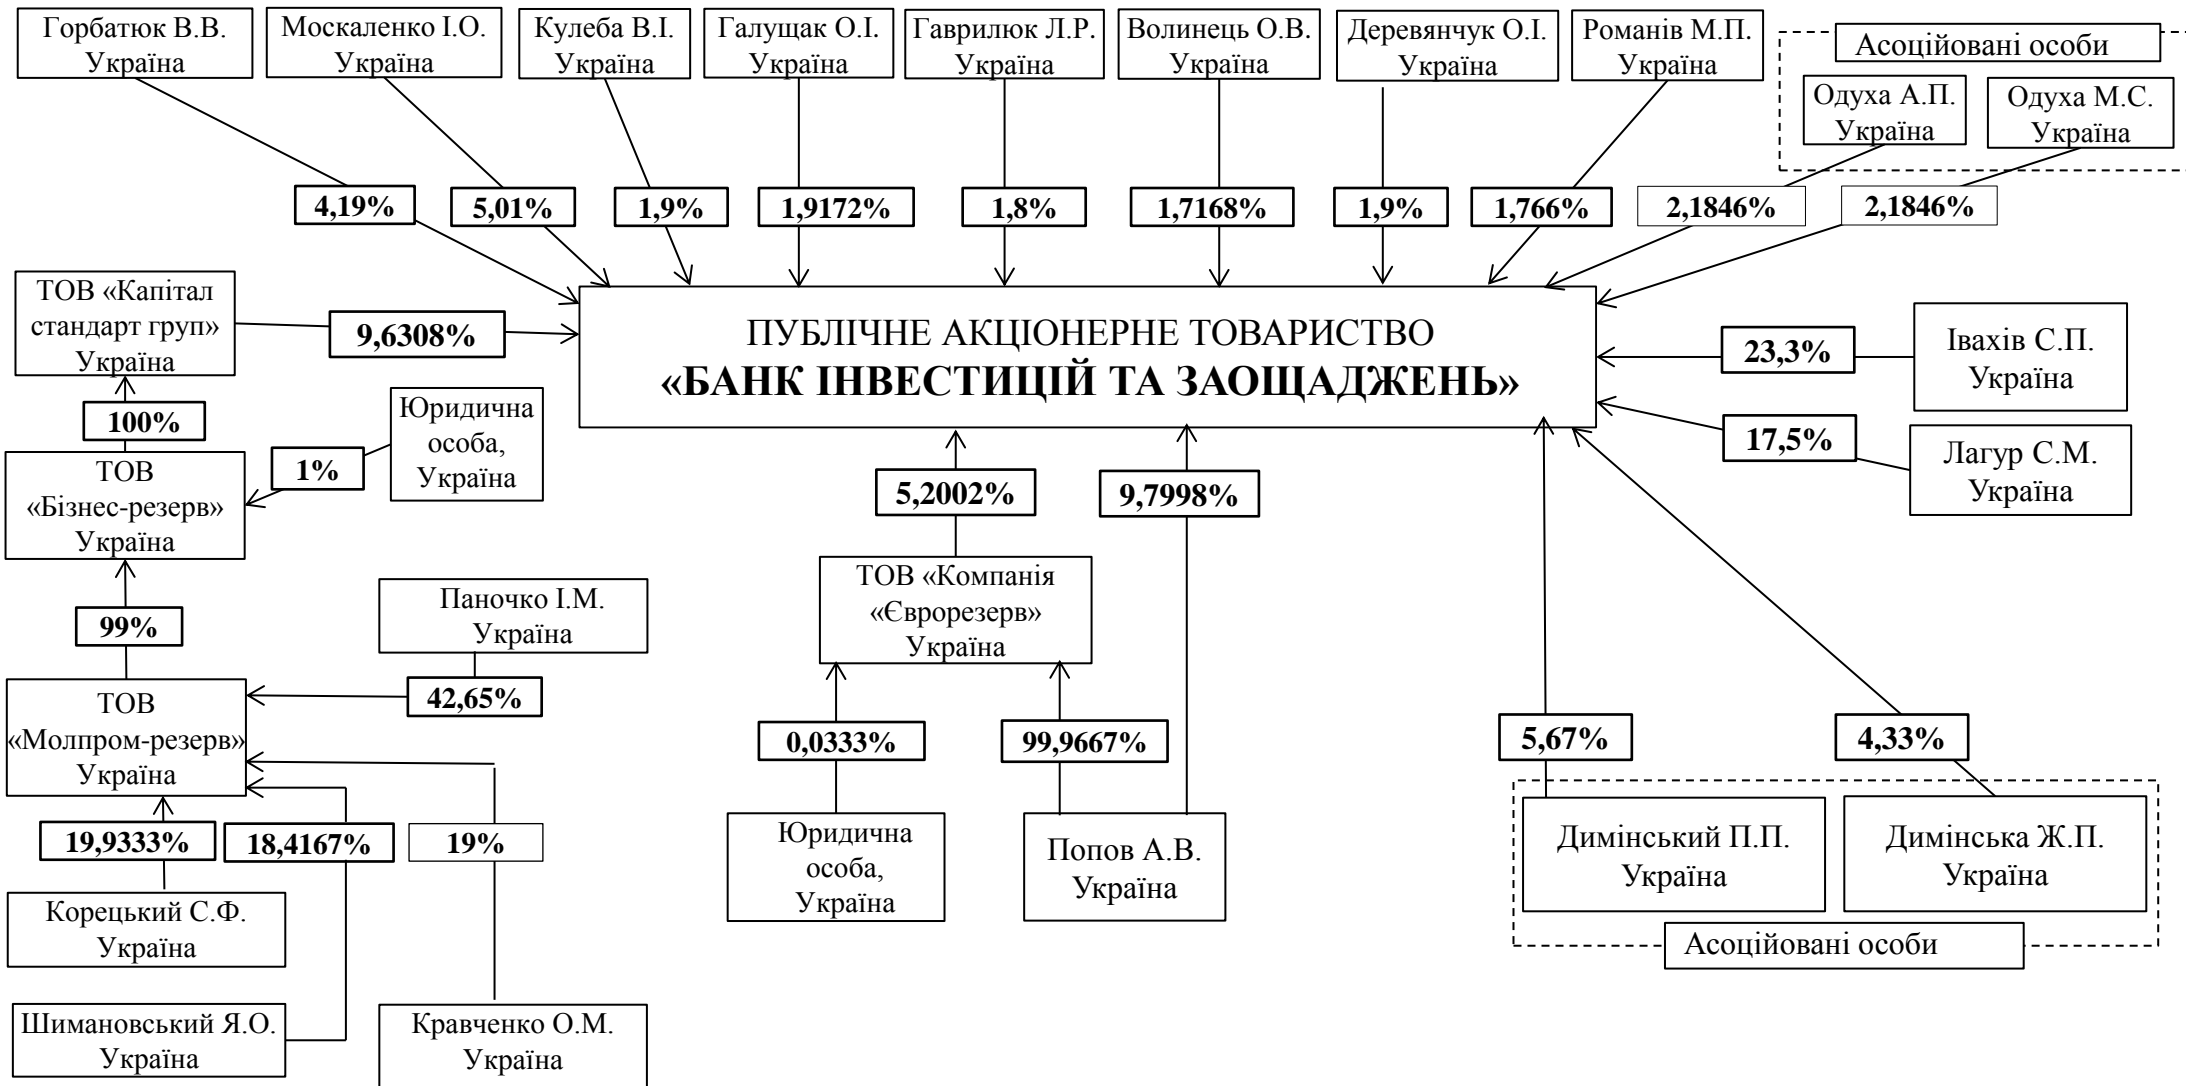 Горбатюк В.В.
Україна
Москаленко І.О.
Україна
Кулеба В.І.
Україна
Галущак О.І.
Україна
Гаврилюк Л.Р.
Україна
Волинець О.В.
Україна
Деревянчук О.І.
Україна
Романів М.П.
Україна
Асоційовані особи
Одуха А.П.
Україна
Одуха М.С.
Україна
4,19%
5,01%
1,9%
1,9172%
1,8%
1,7168%
1,9%
1,766%
2,1846%
2,1846%
ТОВ «Капітал
стандарт груп»
Україна
9,6308%
ПУБЛІЧНЕ АКЦІОНЕРНЕ ТОВАРИСТВО
«БАНК ІНВЕСТИЦІЙ ТА ЗАОЩАДЖЕНЬ»
23,3%
Івахів С.П.
Україна
100%
Юридична
особа,
Україна
17,5%
Лагур С.М.
Україна
ТОВ
«Бізнес-резерв»
Україна
1%
5,2002%
9,7998%
99%
Паночко І.М.
Україна
ТОВ «Компанія
«Єврорезерв»
Україна
ТОВ
«Молпром-резерв»
Україна
42,65%
0,0333%
99,9667%
5,67%
4,33%
19,9333%
18,4167%
19%
Юридична
особа,
Україна
Попов А.В.
Україна
Димінський П.П.
Україна
Димінська Ж.П.
Україна
Корецький С.Ф.
Україна
Асоційовані особи
Шимановський Я.О.
Україна
Кравченко О.М.
Україна